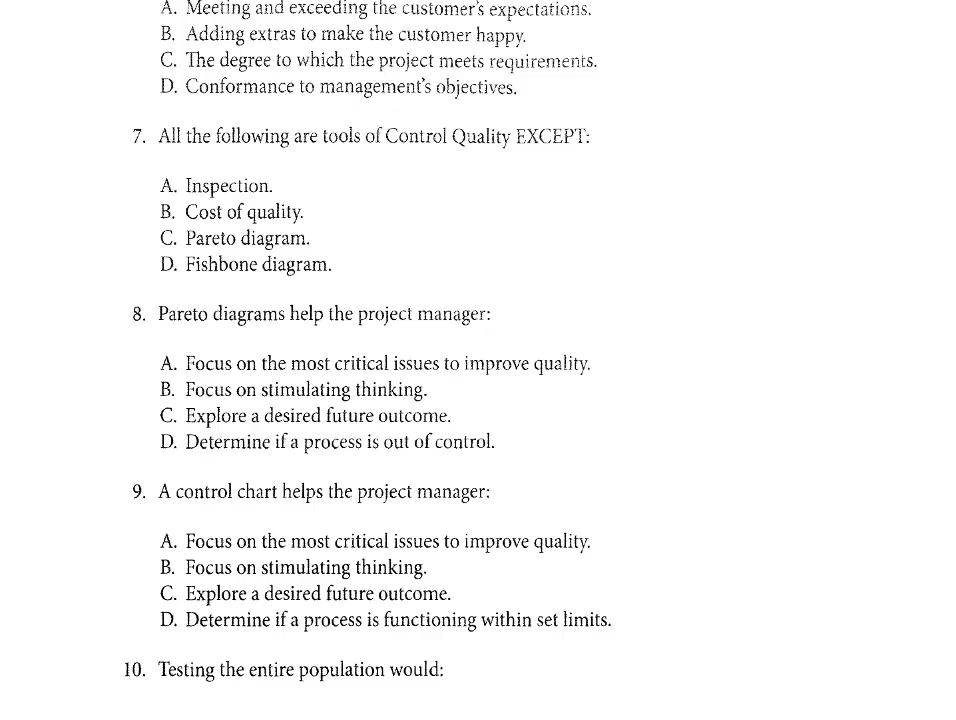 A. Meeting and exceeding the customer's expectations.
B. Adding extras to make the customer happy.
C. The degree to which the project meets requirements.
D. Conformance to management's objectives.
7. All the following are tools of Control Quality EXCEPT:
A. Inspection.
B. Cost of quality.
C. Pareto diagram.
D. Fishbone diagram.
8. Pareto diagrams help the project manager:
A. Focus on the most critical issues to improve quality.
B. Focus on stimulating thinking.
C. Explore a desired future outcome.
D. Determine if a process is out of control.
9. A control chart helps the project manager:
A. Focus on the most critical issues to improve quality.
B. Focus on stimulating thinking.
C. Explore a desired future outcome.
D. Determine if a process is functioning within set limits.
10. Testing the entire population would: